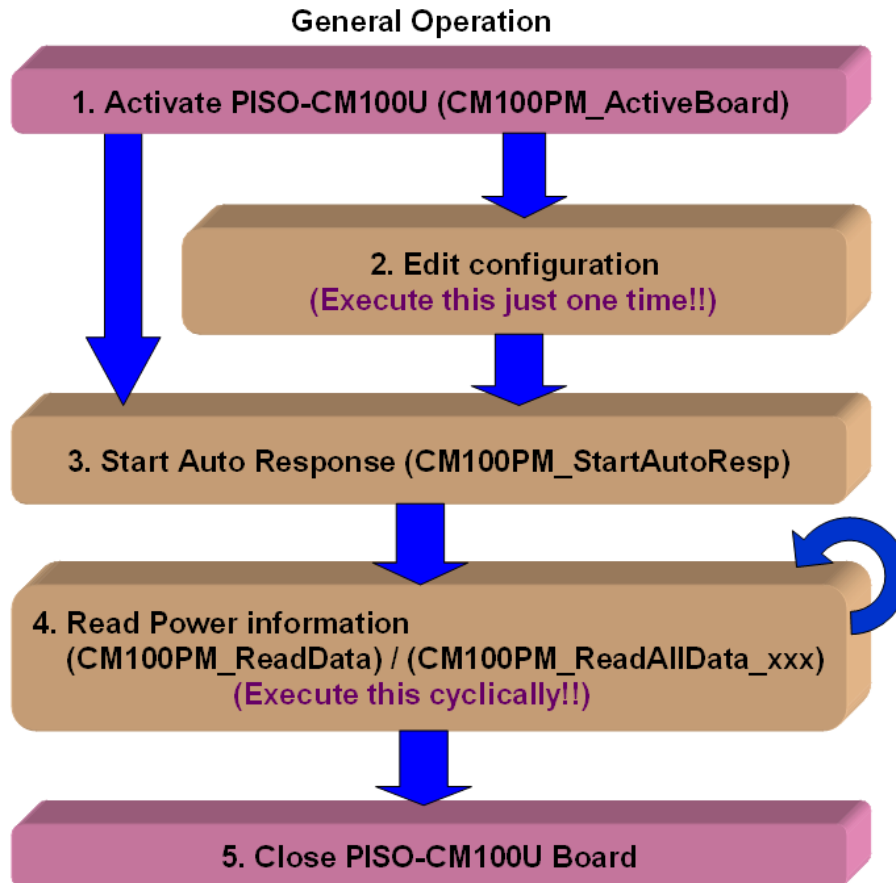 General Operation
1. Activate PISO-CM100U (CM100PM_ActiveBoard)
2. Edit configuration
(Execute this just one time!!)
3. Start Auto Response (CM100PM_StartAutoResp)
4. Read Power information
(CM100PM_ReadData) / (CM100PM_ReadAllData_xxx)
(Execute this cyclically!!)
5. Close PISO-CM100U Board